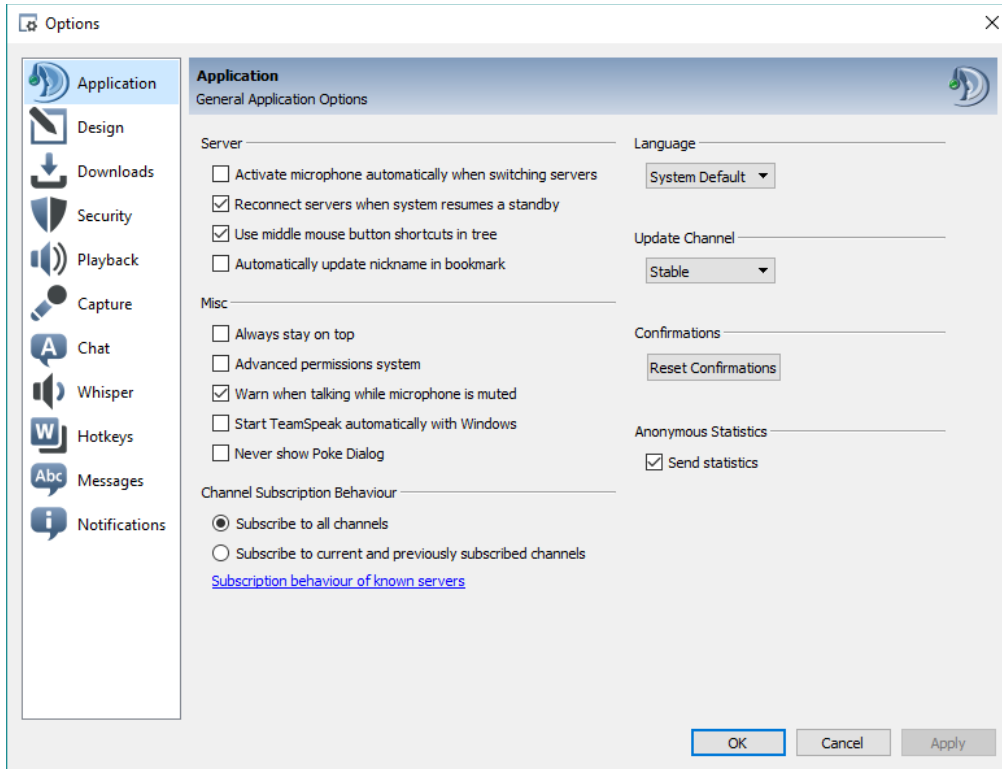 Options
Application
Design
Downloads
Security
Playback
Capture
A
Chat
Whisper
W
Hotkeys
Abc
Messages
i
Notifications
Application
General Application Options
Server
Activate microphone automatically when switching servers
Reconnect servers when system resumes a standby
Use middle mouse button shortcuts in tree
Automatically update nickname in bookmark
Misc
Always stay on top
Advanced permissions system
Warn when talking while microphone is muted
Start TeamSpeak automatically with Windows
Never show Poke Dialog
Channel Subscription Behaviour
Subscribe to all channels
Subscribe to current and previously subscribed channels
Subscription behaviour of known servers
Language
System Default
Update Channel
Stable
Confirmations
Reset Confirmations
Anonymous Statistics
Send statistics
OK
Cancel
Apply